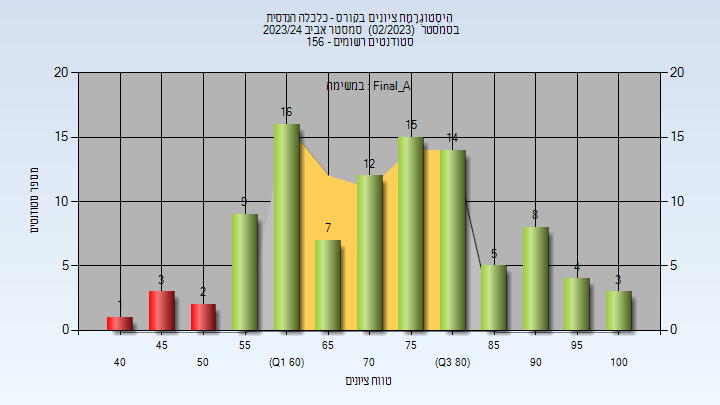 היסטוגרמת ציונים בקורס - כלכלה הנדסית
בסמסטר (02/2023) סמסטר אביב 2023/24
סטודנטים רשומים - 156
במשימה : Final_A
20 20
15 15
10 10
5 5
0 0
מספר סטודנטים
1 3 2 9 16 7 12 15 14 5 8 4 3
45 55 65 75 85 95
40 50 (Q1 60) 70 (Q3 80) 90 100
טווח ציונים